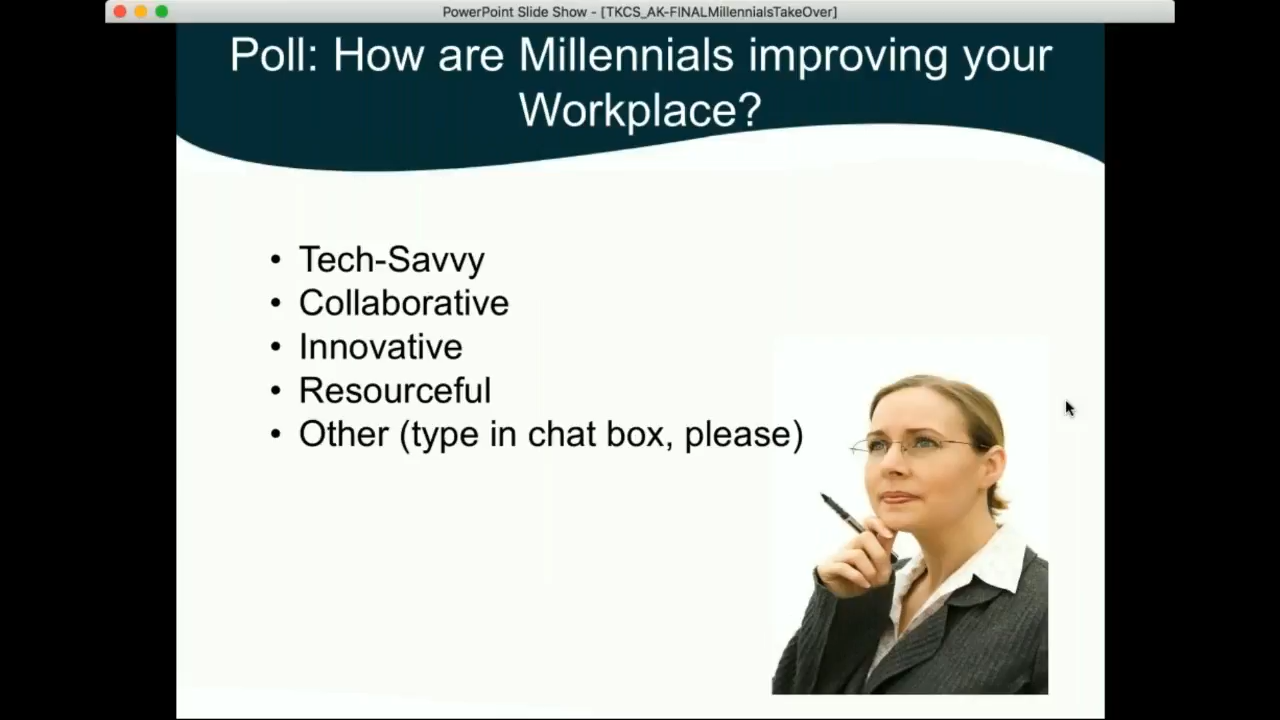 PowerPoint Slide Show - [TKCS_AK-FINALMillennialsTakeOver]
Poll: How are Millennials improving your
Workplace?
• Tech-Savvy
• Collaborative
• Innovative
• Resourceful
• Other (type in chat box, please)